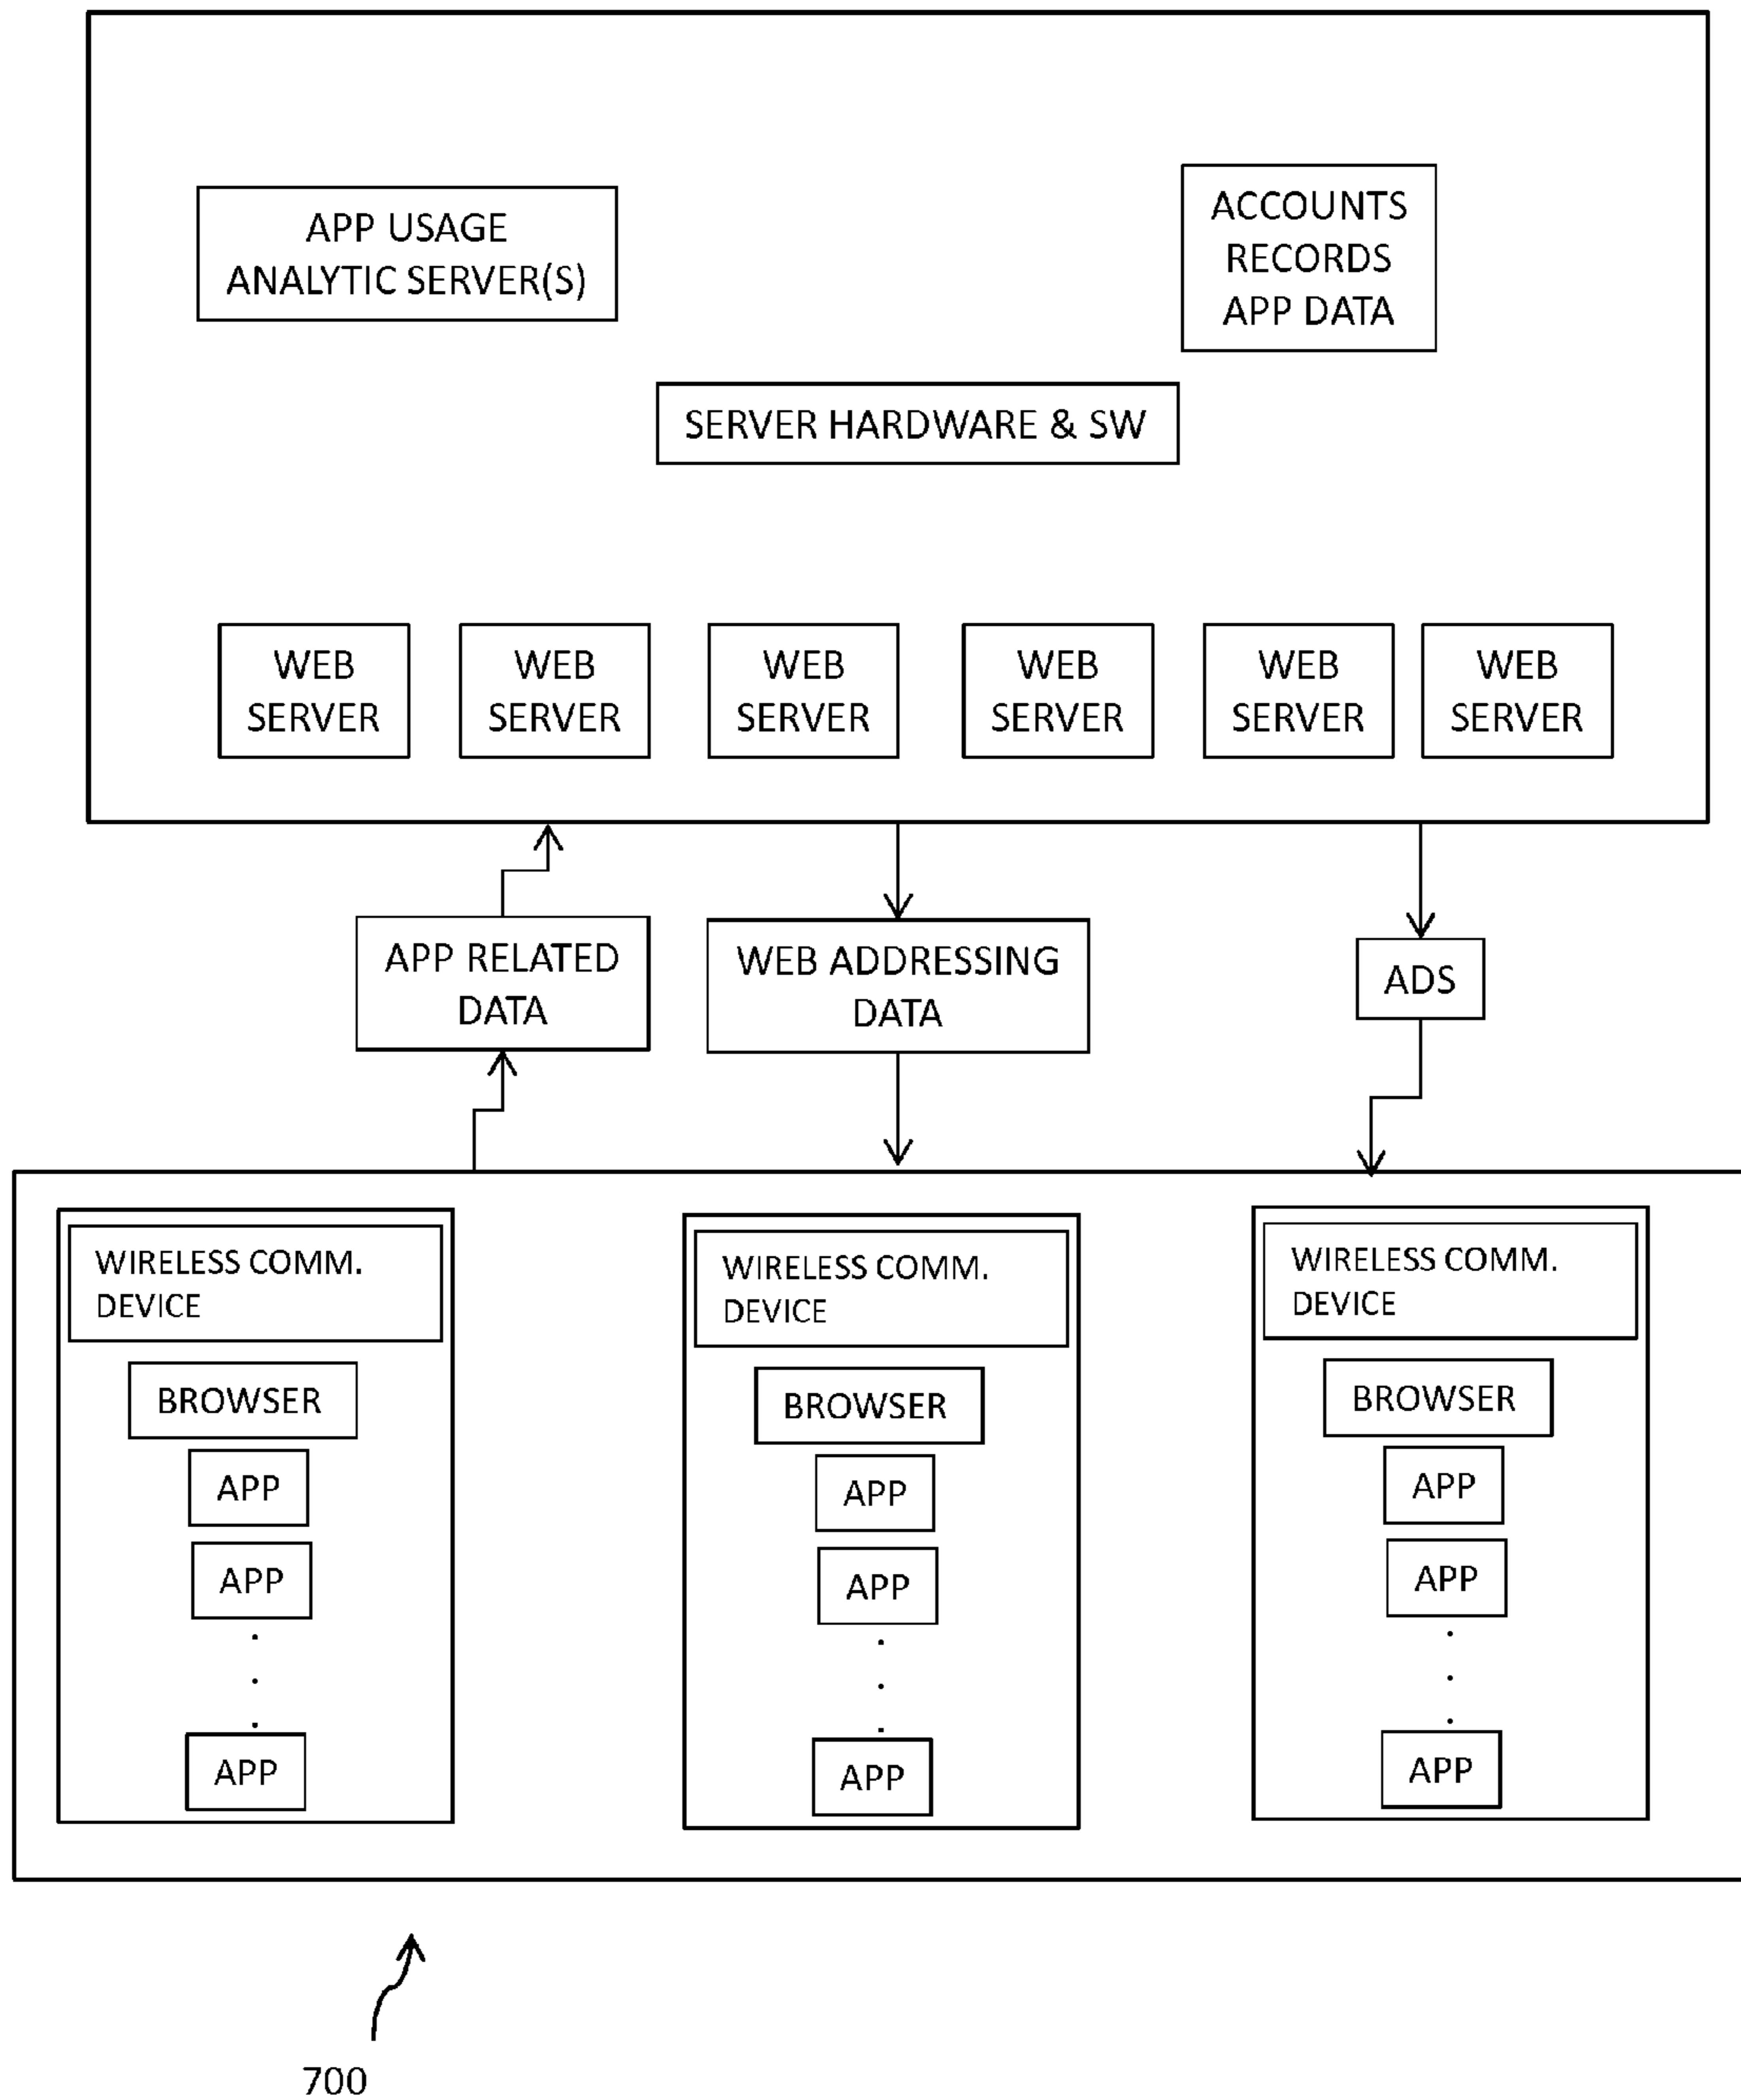 APP USAGE
ANALYTIC SERVER(S)
ACCOUNTS
RECORDS
APP DATA
SERVER HARDWARE & SW
WEB
SERVER
WEB
SERVER
WEB
SERVER
WEB
SERVER
WEB
SERVER
WEB
SERVER
APP RELATED
DATA
WEB ADDRESSING
DATA
ADS
WIRELESS COMM.
DEVICE
BROWSER
APP
APP
APP
WIRELESS COMM.
DEVICE
BROWSER
APP
APP
APP
WIRELESS COMM.
DEVICE
BROWSER
APP
APP
APP
700